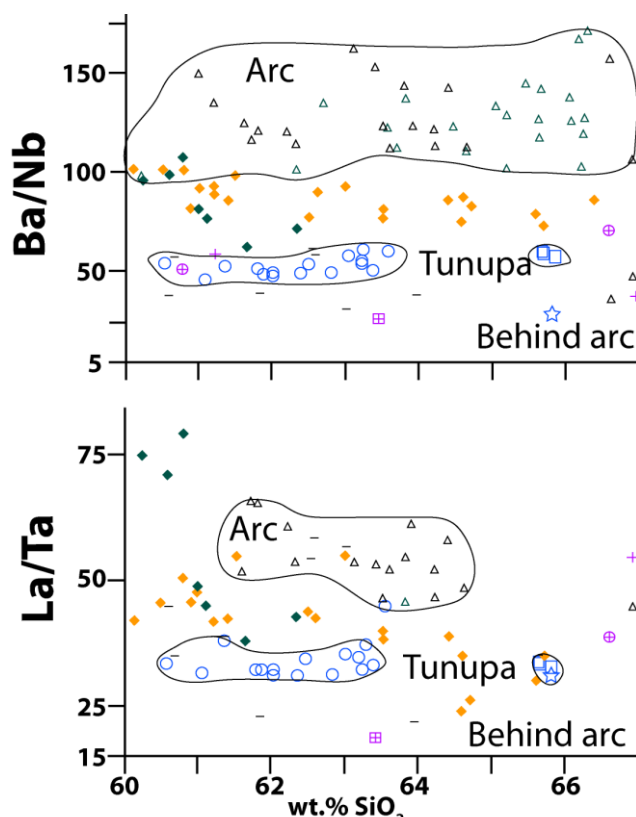 150
Arc
Ba/Nb
100
Tunupa
50
Behind arc
5
75
Arc
La/Ta
50
Tunupa
25
Behind arc
15
60 62 64 66
wt.% SiO₂